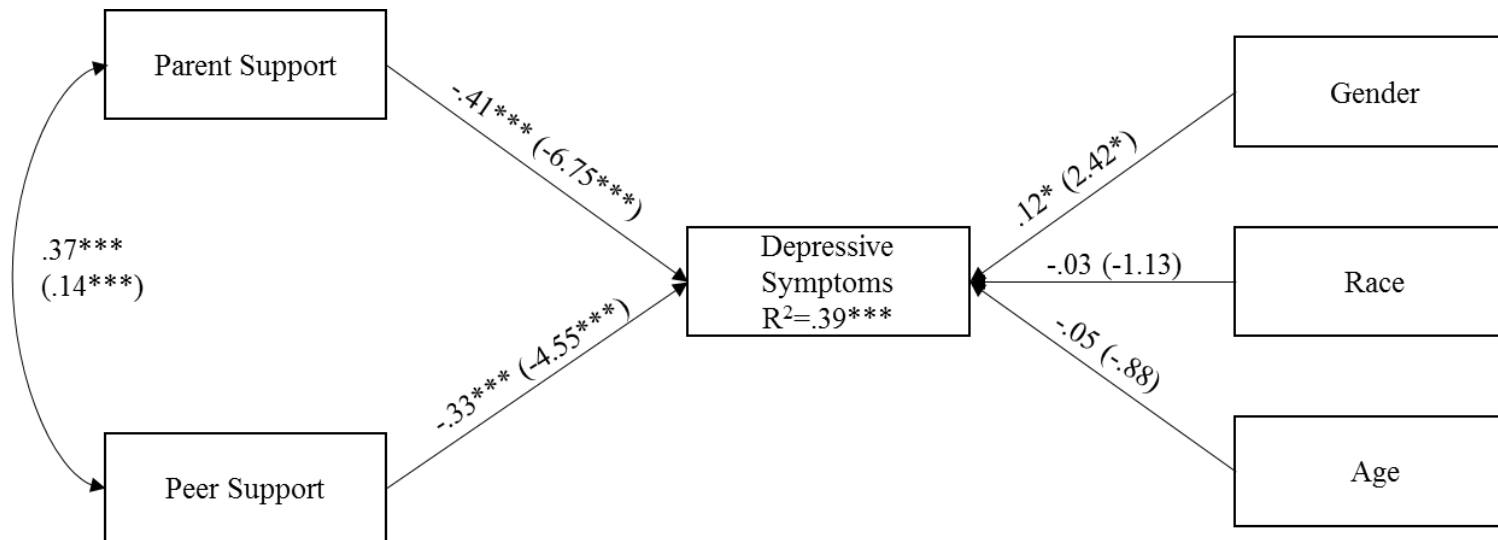 Parent Support
Gender
-.41*** (-6.75***)
.12* (2.42*)
.37***
(.14***)
Depressive
Symptoms
R²=.39***
-.03 (-1.13)
Race
-.33*** (-4.55***)
-.05 (-.88)
Peer Support
Age